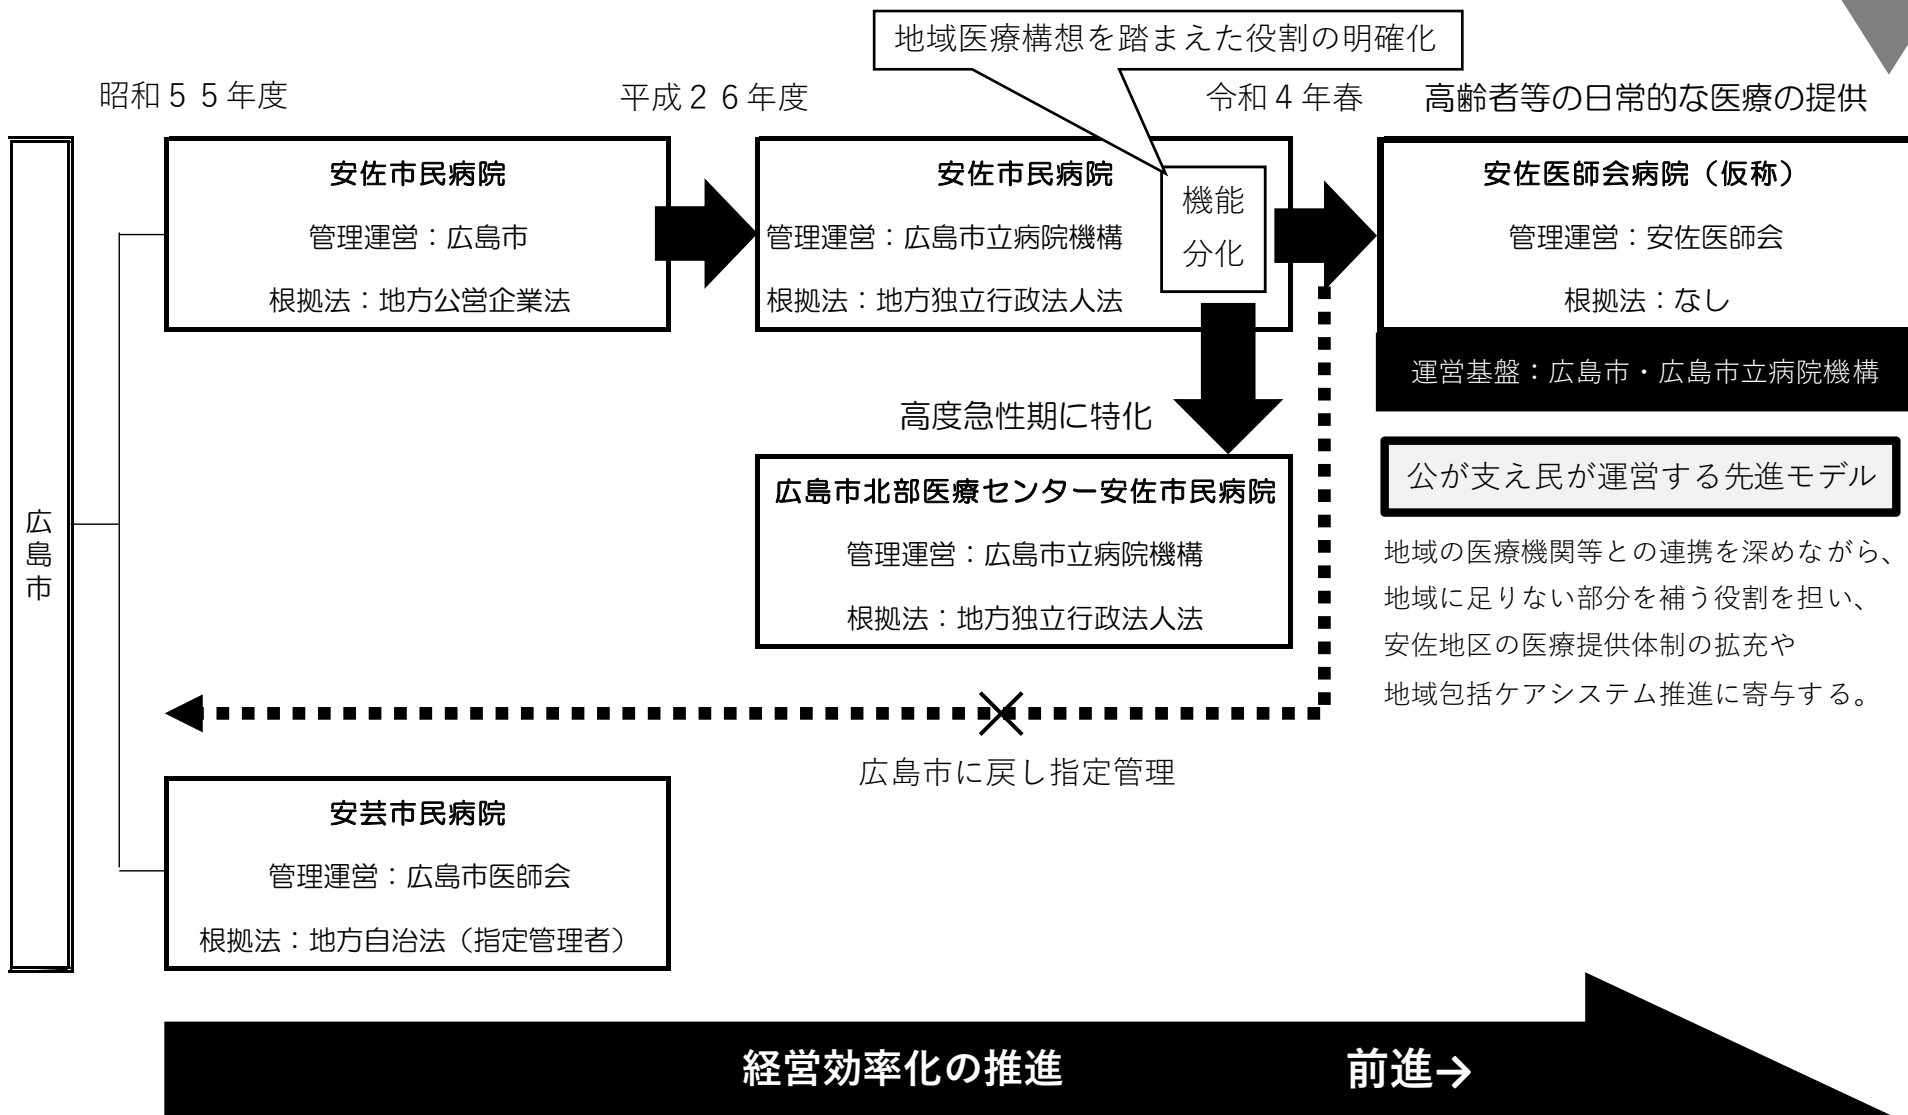 地域医療構想を踏まえた役割の明確化
昭和５５年度
平成２６年度
令和４年春
高齢者等の日常的な医療の提供
広島市
安佐市民病院
管理運営：広島市
根拠法：地方公営企業法
安佐市民病院
管理運営：広島市立病院機構
根拠法：地方独立行政法人法
機能
分化
安佐医師会病院（仮称）
管理運営：安佐医師会
根拠法：なし
運営基盤：広島市・広島市立病院機構
高度急性期に特化
広島市北部医療センター安佐市民病院
管理運営：広島市立病院機構
根拠法：地方独立行政法人法
公が支え民が運営する先進モデル
地域の医療機関等との連携を深めながら、
地域に足りない部分を補う役割を担い、
安佐地区の医療提供体制の拡充や
地域包括ケアシステム推進に寄与する。
広島市に戻し指定管理
安芸市民病院
管理運営：広島市医師会
根拠法：地方自治法（指定管理者）
経営効率化の推進
前進→